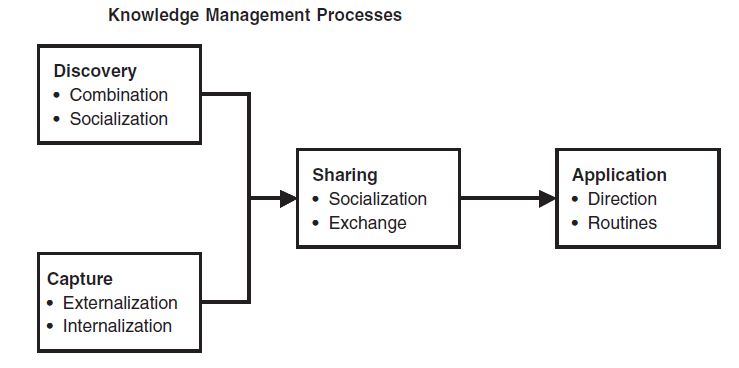 Knowledge Management Processes
Discovery
• Combination
• Socialization
Capture
• Externalization
• Internalization
Sharing
• Socialization
• Exchange
Application
• Direction
• Routines